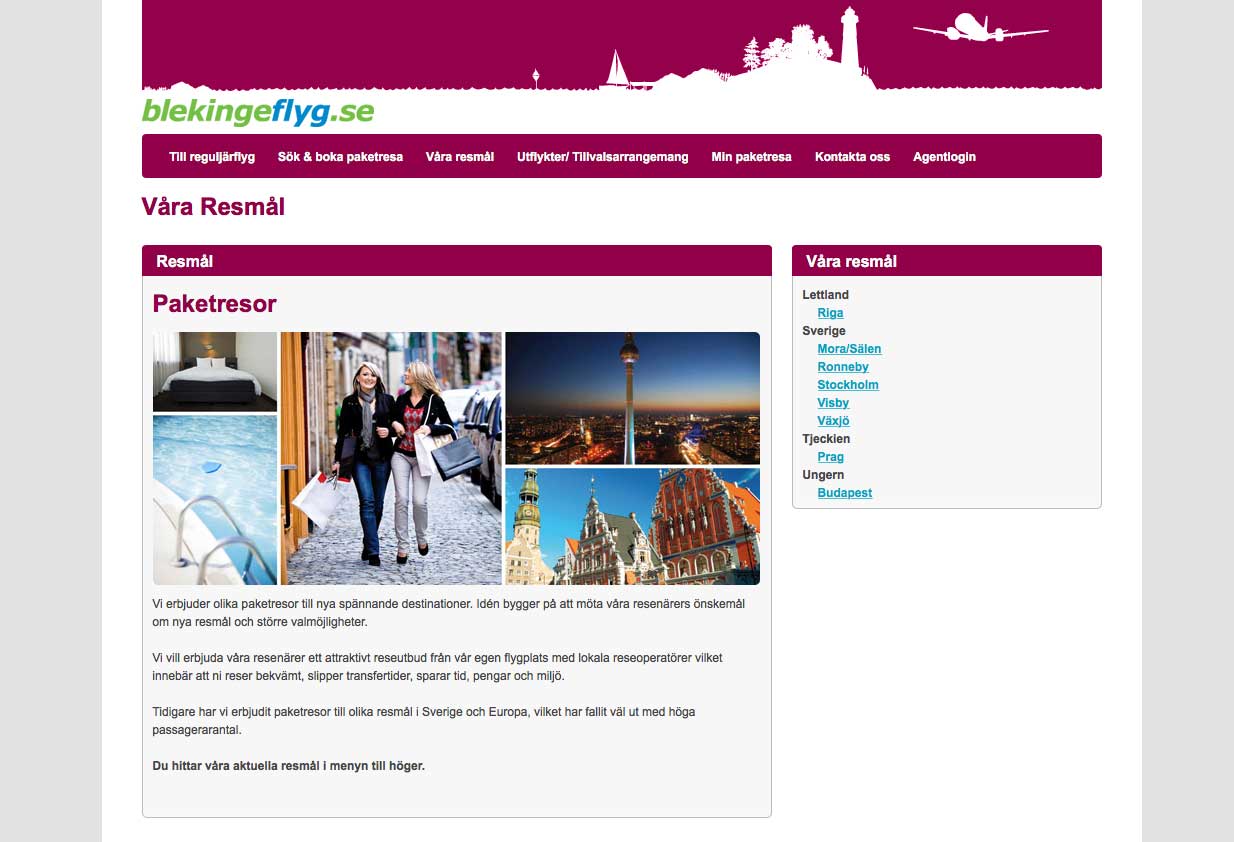 blekingeflyg.se
Till reguljärflyg Sök & boka paketresa Våra resmål Utflykter/ Tillvalsarrangemang Min paketresa Kontakta oss Agentlogin
Våra Resmål
Resmål
Paketresor
Vi erbjuder olika paketresor till nya spännande destinationer. Idén bygger på att möta våra resenärers önskemål
om nya resmål och större valmöjligheter.
Vi vill erbjuda våra resenärer ett attraktivt reseutbud från vår egen flygplats med lokala reseoperatörer vilket
innebär att ni reser bekvämt, slipper transfertider, sparar tid, pengar och miljö.
Tidigare har vi erbjudit paketresor till olika resmål i Sverige och Europa, vilket har fallit väl ut med höga
passagerarantal.
Du hittar våra aktuella resmål i menyn till höger.
Våra resmål
Lettland
Riga
Sverige
Mora/Sälen
Ronneby
Stockholm
Visby
Växjö
Tjeckien
Prag
Ungern
Budapest